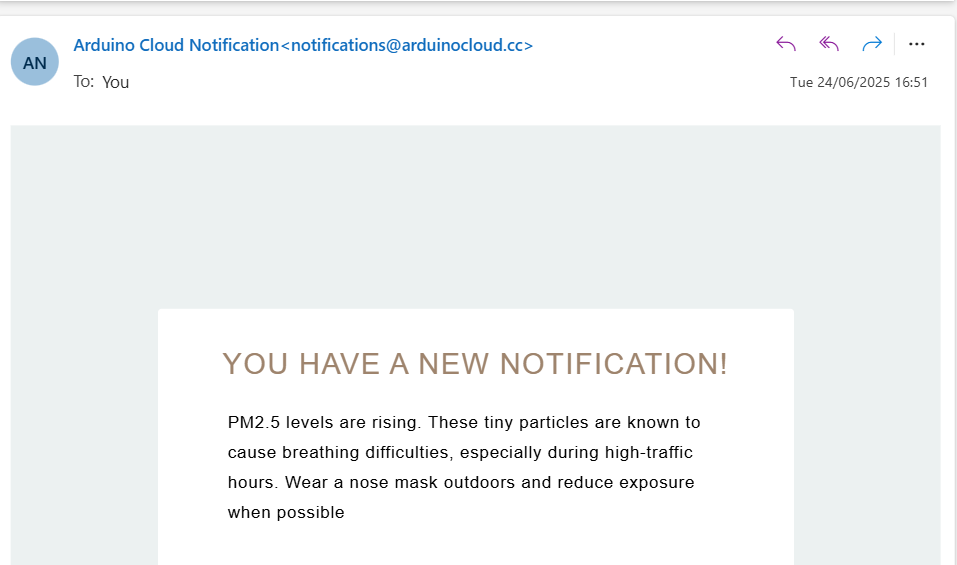 AN
Arduino Cloud Notification<notifications@arduinocloud.cc>
To: You
Tue 24/06/2025 16:51
YOU HAVE A NEW NOTIFICATION!
PM2.5 levels are rising. These tiny particles are known to
cause breathing difficulties, especially during high-traffic
hours. Wear a nose mask outdoors and reduce exposure
when possible